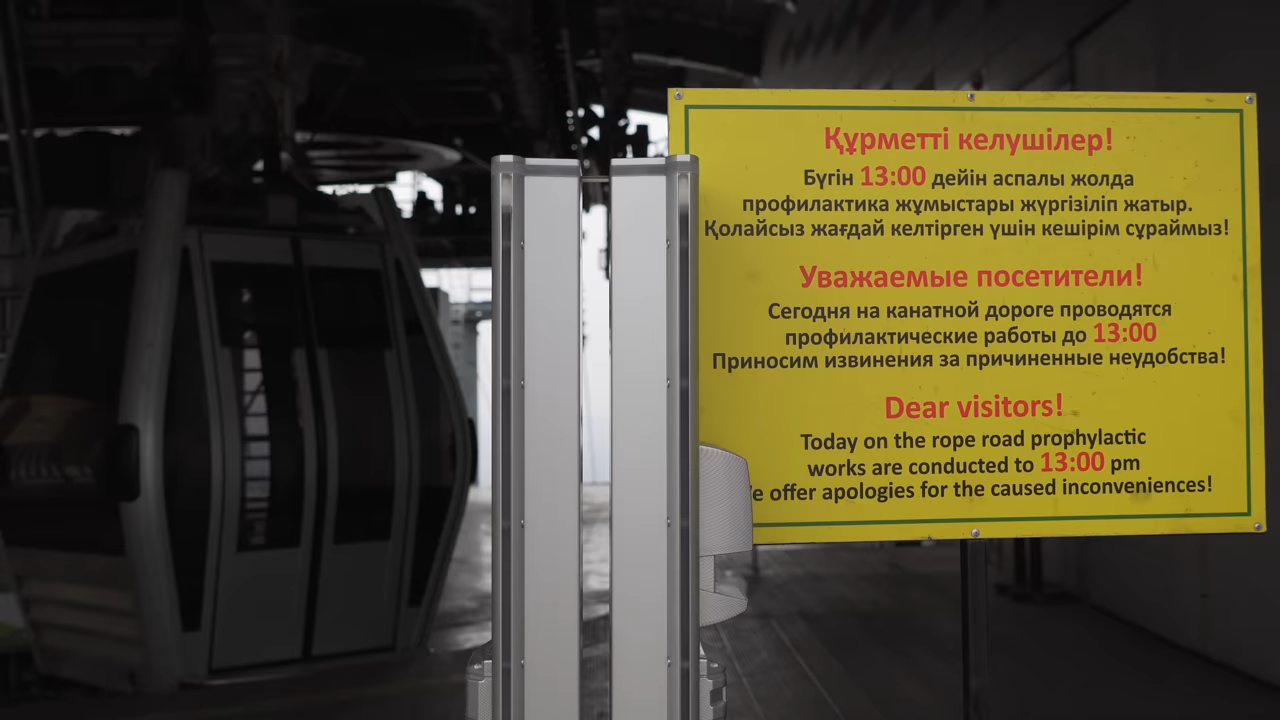 Құрметті келушілер!
Бүгін 13:00 дейін аспалы жолда
профилактика жұмыстары жүргізіліп жатыр.
Қолайсыз жағдай келтірген үшін кешірім сұраймыз!
Уважаемые посетители!
Сегодня на канатной дороге проводятся
профилактические работы до 13:00
Приносим извинения за причиненные неудобства!
Dear visitors!
Today on the rope road prophylactic
works are conducted to 13:00 pm
offer apologies for the caused inconveniences!